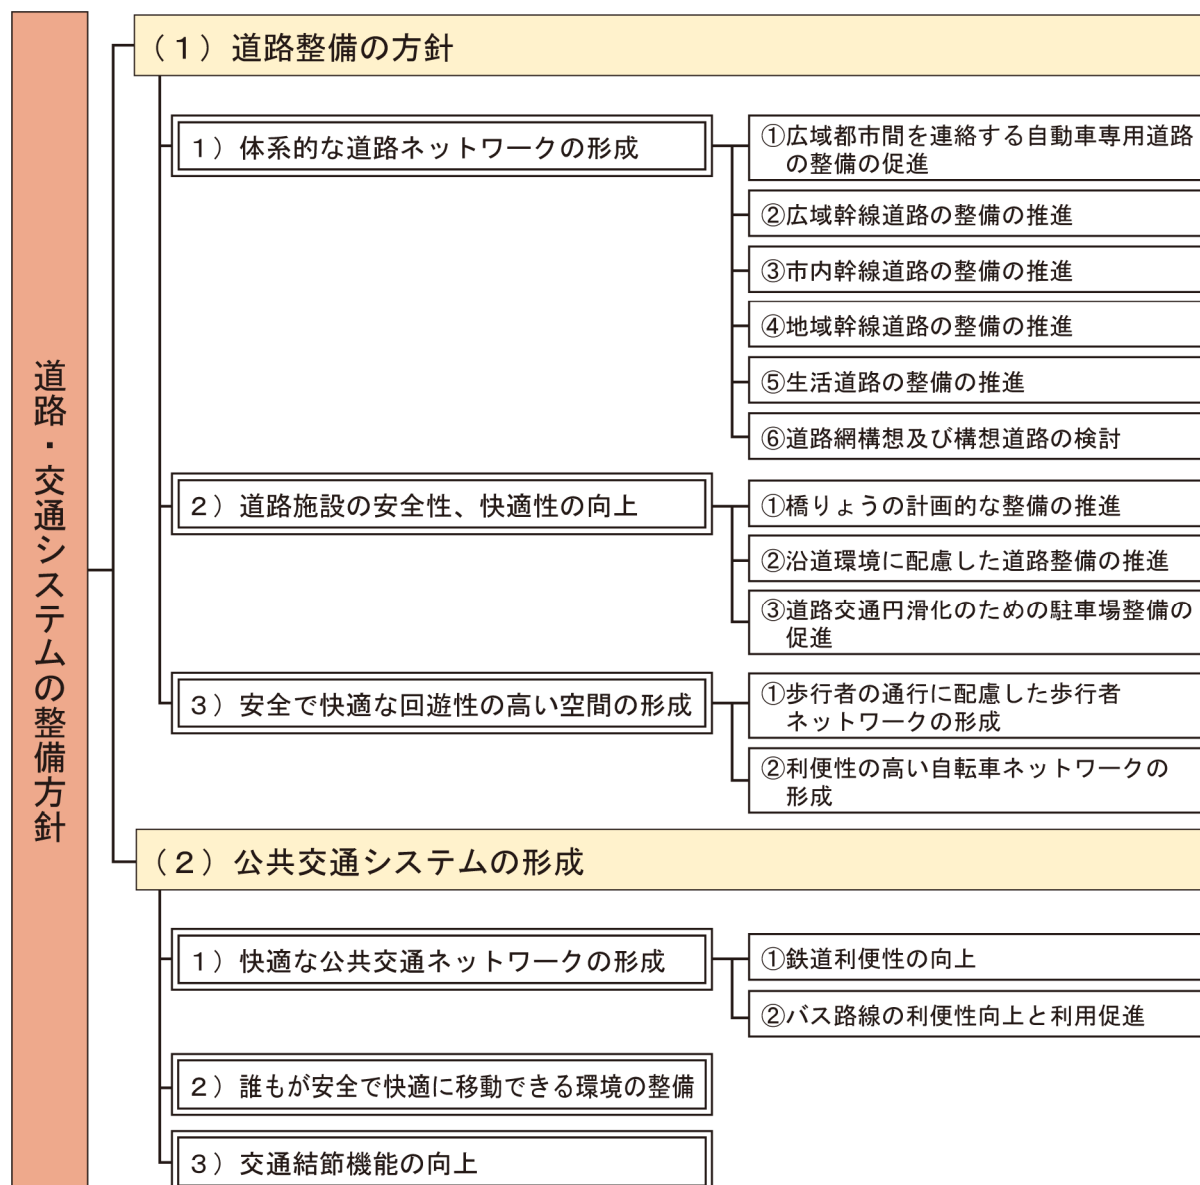 道路・交通システムの整備方針
（１）道路整備の方針
１）体系的な道路ネットワークの形成
①広域都市間を連絡する自動車専用道路
の整備の促進
②広域幹線道路の整備の推進
③市内幹線道路の整備の推進
④地域幹線道路の整備の推進
⑤生活道路の整備の推進
⑥道路網構想及び構想道路の検討
２）道路施設の安全性、快適性の向上
①橋りょうの計画的な整備の推進
②沿道環境に配慮した道路整備の推進
③道路交通円滑化のための駐車場整備の
促進
３）安全で快適な回遊性の高い空間の形成
①歩行者の通行に配慮した歩行者
ネットワークの形成
②利便性の高い自転車ネットワークの
形成
（２）公共交通システムの形成
１）快適な公共交通ネットワークの形成
①鉄道利便性の向上
②バス路線の利便性向上と利用促進
２）誰もが安全で快適に移動できる環境の整備
３）交通結節機能の向上